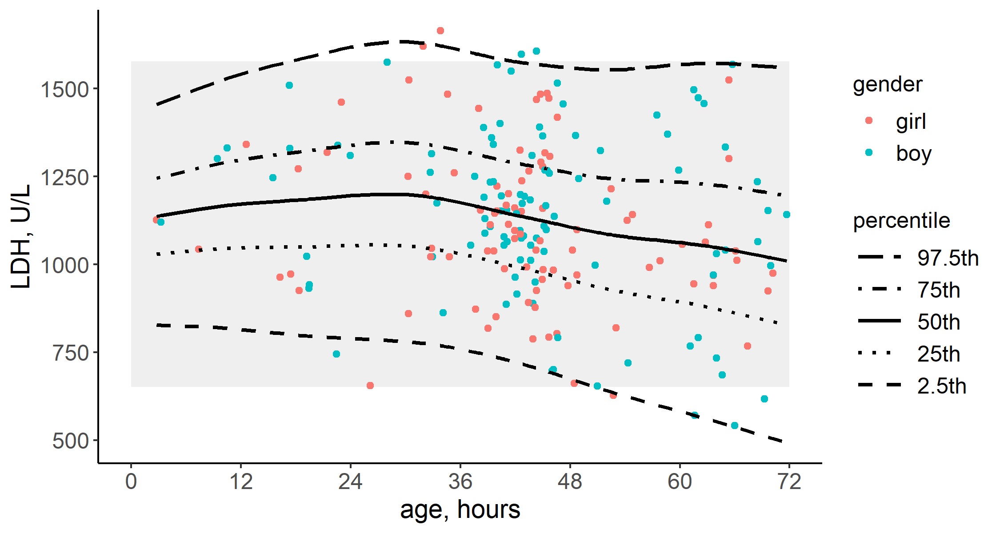 LDH, U/L
1500
1250
1000
750
500
0 12 24 36 48 60 72
age, hours
gender
girl
boy
percentile
97.5th
75th
50th
25th
2.5th